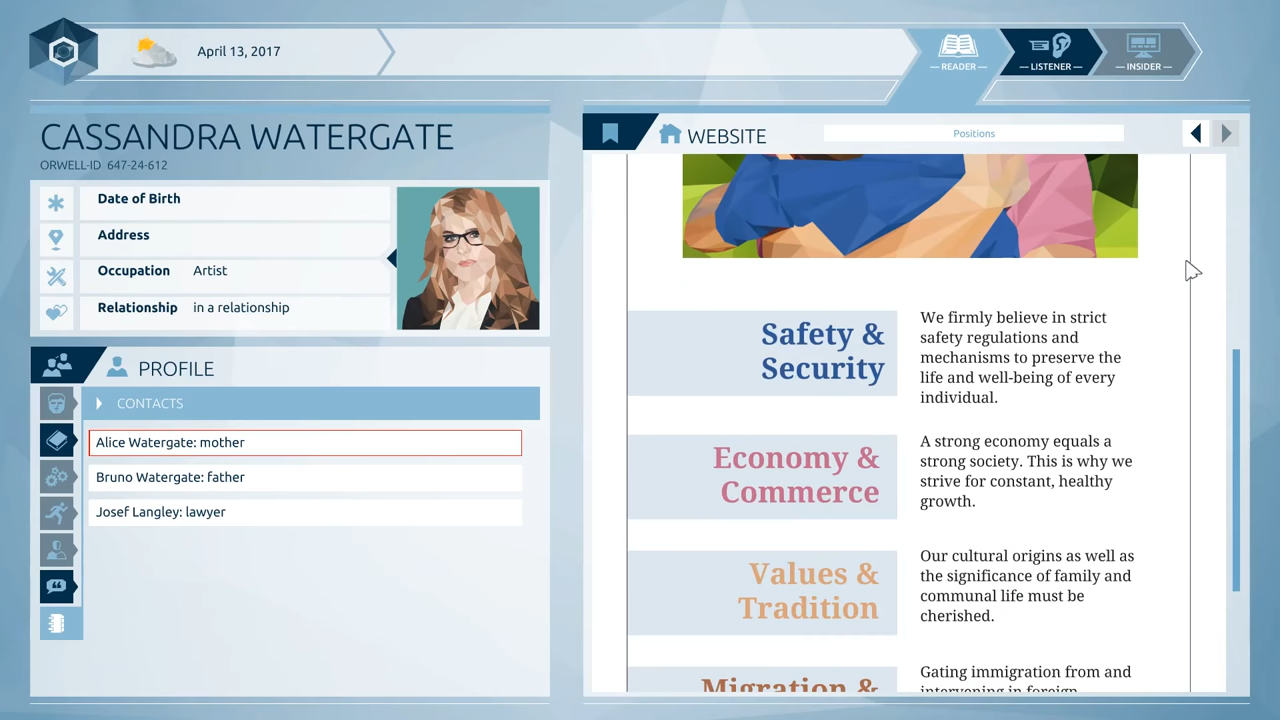 April 13, 2017
READER
LISTENER
INSIDER
CASSANDRA WATERGATE
ORWELL-ID 647-24-612
Date of Birth
Address
Occupation Artist
Relationship in a relationship
PROFILE
CONTACTS
Alice Watergate: mother
Bruno Watergate: father
Josef Langley: lawyer
WEBSITE
Positions
Safety &
Security
We firmly believe in strict
safety regulations and
mechanisms to preserve the
life and well-being of every
individual.
Economy &
Commerce
A strong economy equals a
strong society. This is why we
strive for constant, healthy
growth.
Values &
Tradition
Our cultural origins as well as
the significance of family and
communal life must be
cherished.
Migration &
Gating immigration from and
intervening in foreign